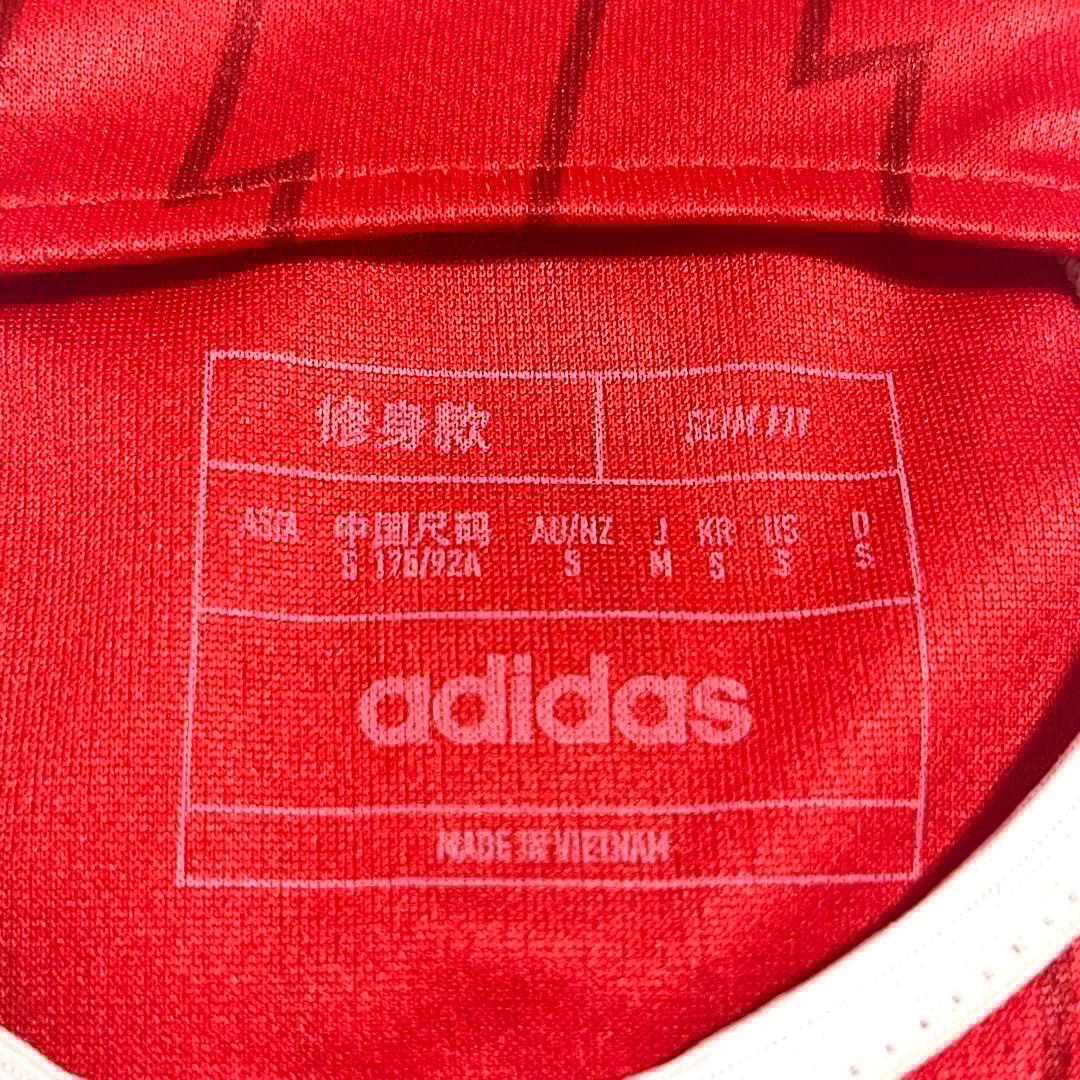 修身款 SLIM FIT
ASIA 中国尺码 AU/NZ J KR US D
S 176/92A S M S S S
adidas
MADE IN VIETNAM